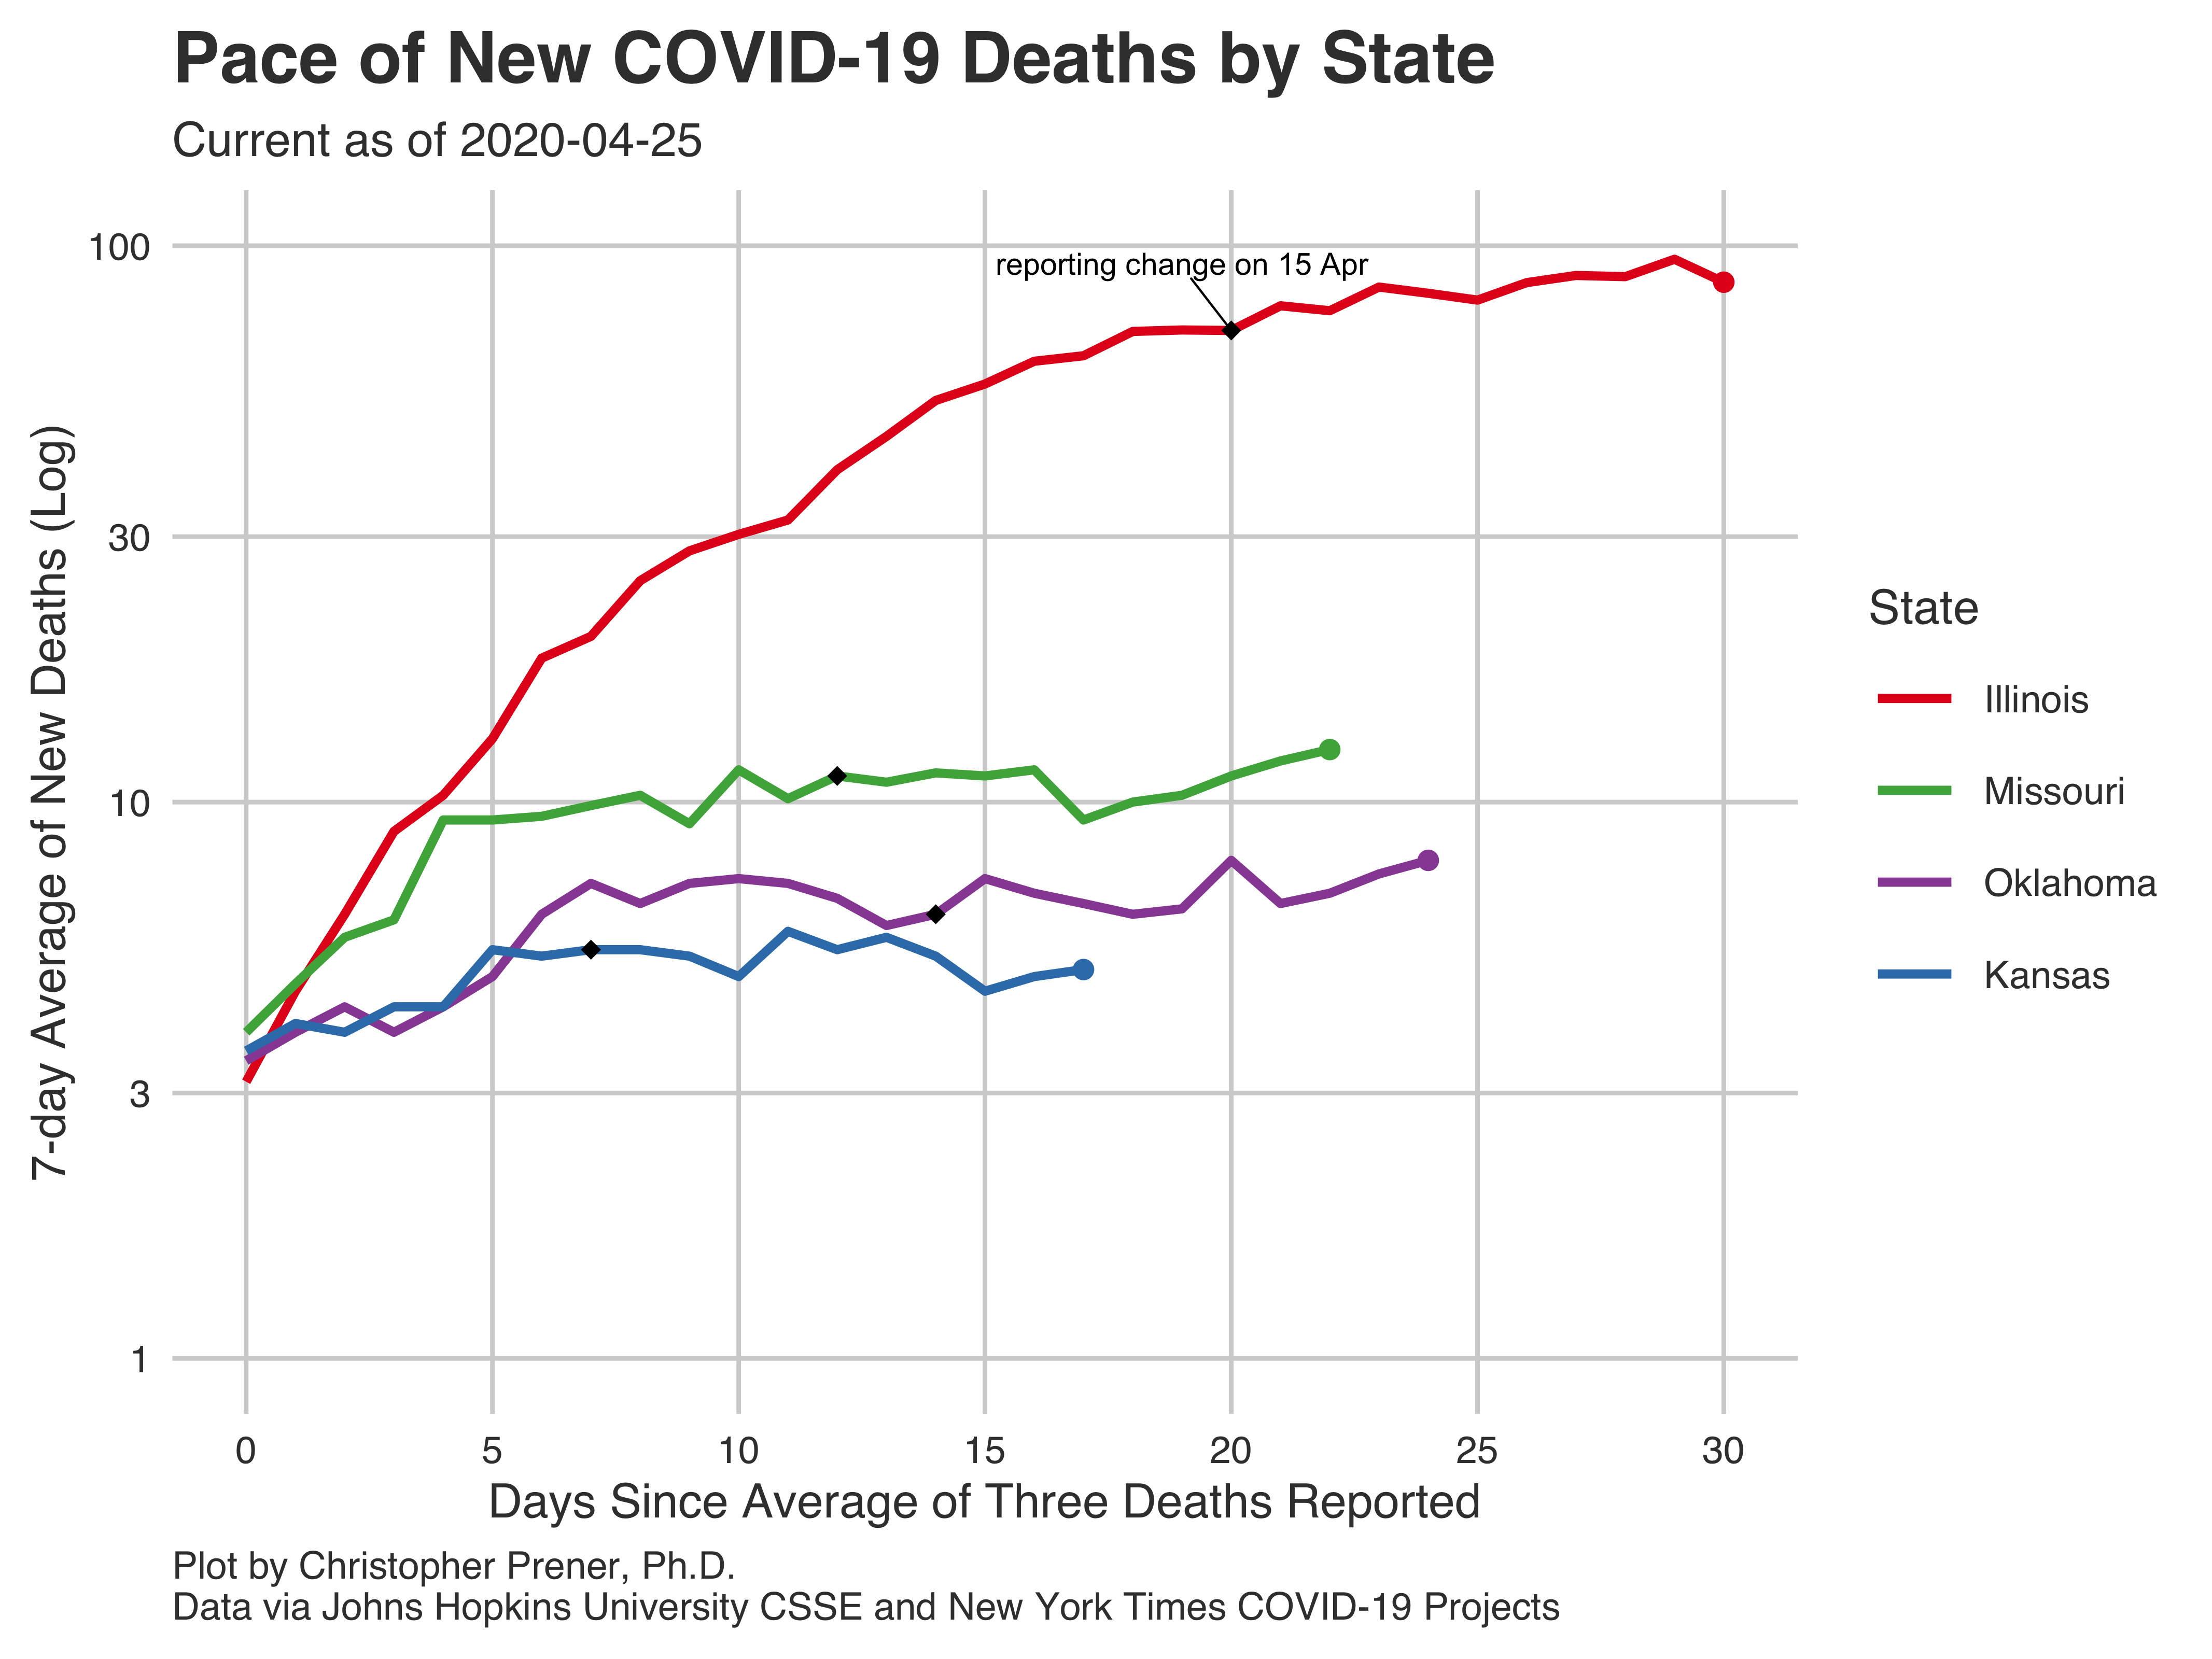 Pace of New COVID-19 Deaths by State
Current as of 2020-04-25
7-day Average of New Deaths (Log)
100
30
10
3
1
reporting change on 15 Apr
0 5 10 15 20 25 30
Days Since Average of Three Deaths Reported
State
Illinois
Missouri
Oklahoma
Kansas
Plot by Christopher Prener, Ph.D.
Data via Johns Hopkins University CSSE and New York Times COVID-19 Projects